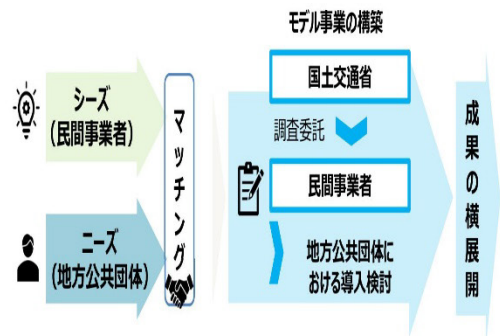 モデル事業の構築
シーズ
(民間事業者)
マッチング
国土交通省
調査委託
民間事業者
ニーズ
(地方公共団体)
地方公共団体に
おける導入検討
成果の横展開